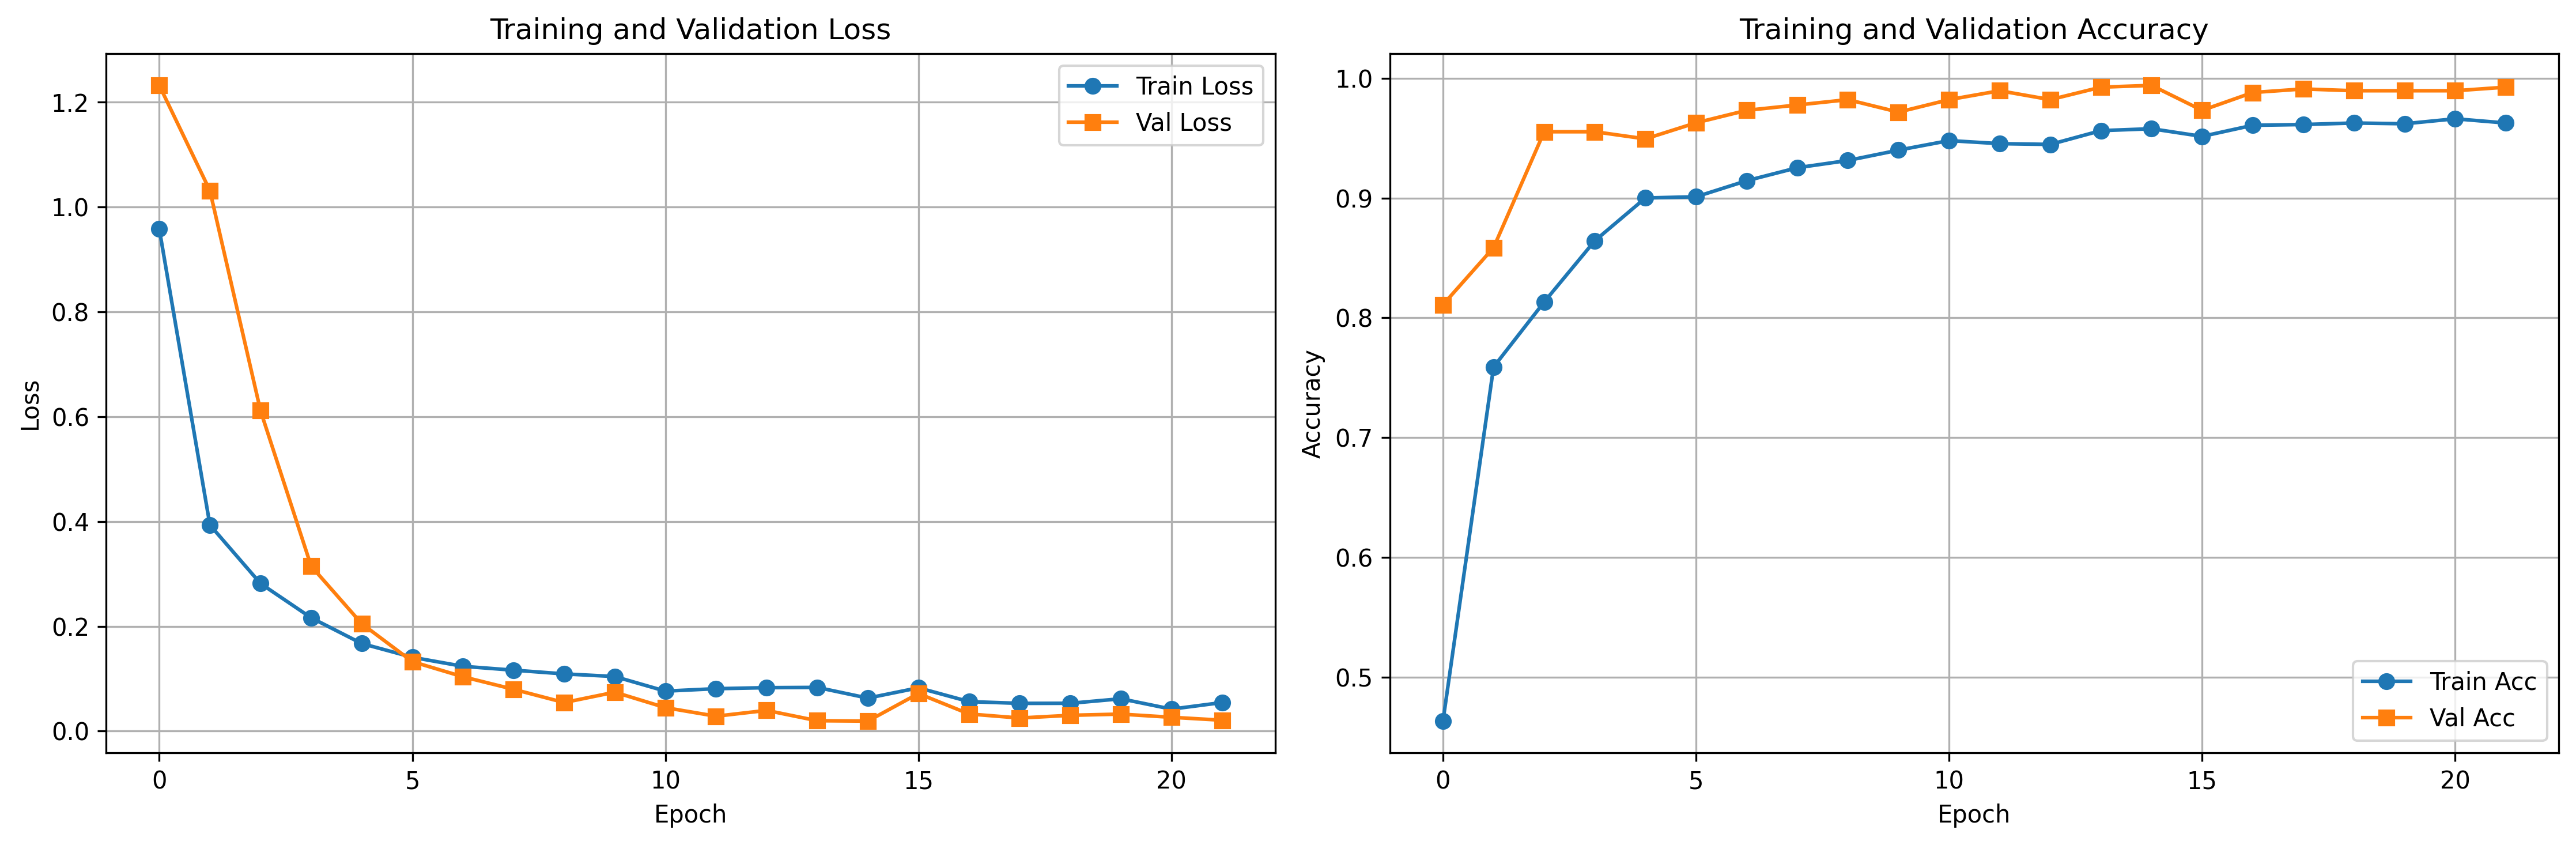 Training and Validation Loss
Train Loss
Val Loss
1.2
1.0
0.8
0.6
0.4
0.2
0.0
Loss
0 5 10 15 20
Epoch
Training and Validation Accuracy
1.0
0.9
0.8
0.7
0.6
0.5
Accuracy
Train Acc
Val Acc
0 5 10 15 20
Epoch